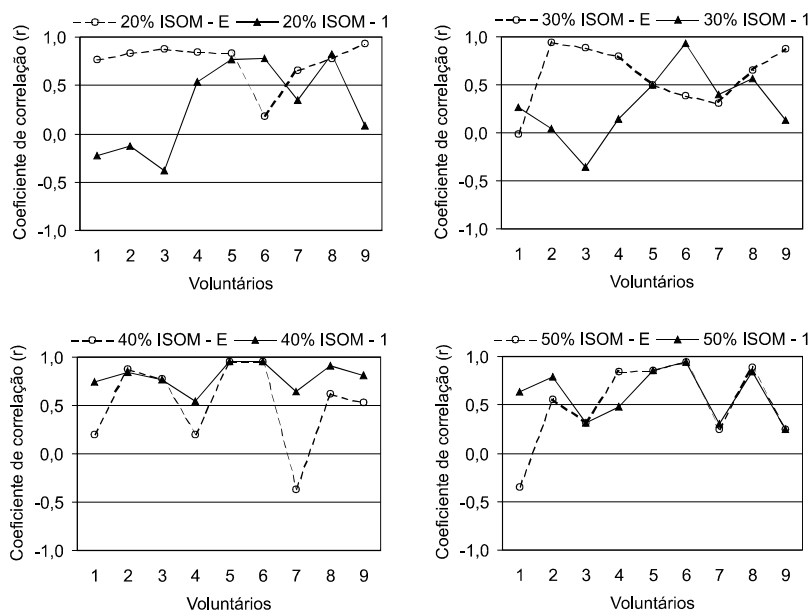 20% ISOM - E 20% ISOM - 1
Coeficiente de correlação (r)
1,0
0,5
0,0
-0,5
-1,0
1 2 3 4 5 6 7 8 9
Voluntários
30% ISOM - E 30% ISOM - 1
Coeficiente de correlação (r)
1,0
0,5
0,0
-0,5
-1,0
1 2 3 4 5 6 7 8 9
Voluntários
40% ISOM - E 40% ISOM - 1
Coeficiente de correlação (r)
1,0
0,5
0,0
-0,5
-1,0
1 2 3 4 5 6 7 8 9
Voluntários
50% ISOM - E 50% ISOM - 1
Coeficiente de correlação (r)
1,0
0,5
0,0
-0,5
-1,0
1 2 3 4 5 6 7 8 9
Voluntários